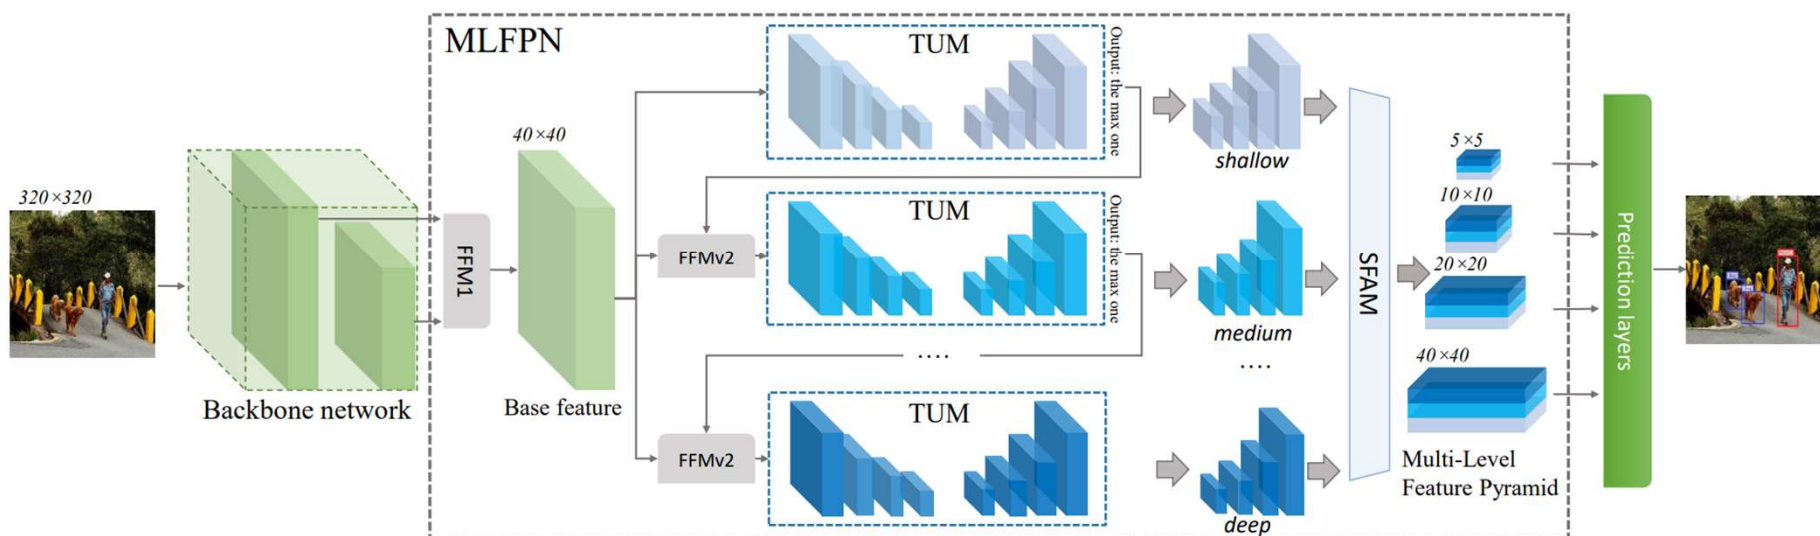 MLFPN
320×320
Backbone network
FFM1
40×40
Base feature
TUM
Output: the max one
shallow
FFMv2
TUM
Output: the max one
medium
....
....
FFMv2
TUM
deep
SFAM
5×5
10×10
20×20
40×40
Multi-Level
Feature Pyramid
Prediction layers